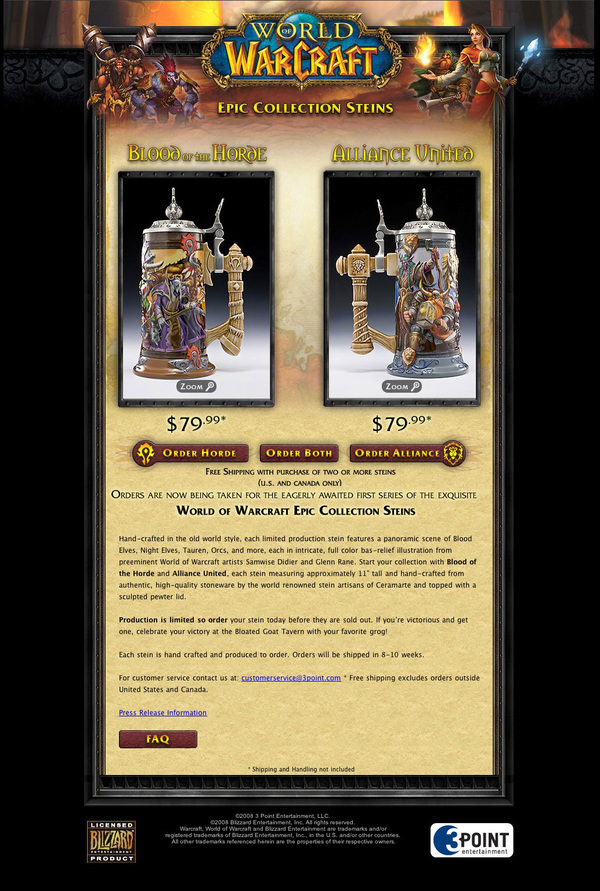 WORLD
OF
WARCRAFT
EPIC COLLECTION STEINS
BLOOD OF THE HORDE
ALLIANCE UNITED
ZOOM
ZOOM
$79.99*
$79.99*
ORDER HORDE
ORDER BOTH
ORDER ALLIANCE
FREE SHIPPING WITH PURCHASE OF TWO OR MORE STEINS
(U.S. AND CANADA ONLY)
ORDERS ARE NOW BEING TAKEN FOR THE EAGERLY AWAITED FIRST SERIES OF THE EXQUISITE
WORLD OF WARCRAFT EPIC COLLECTION STEINS
Hand-crafted in the old world style, each limited production stein features a panoramic scene of Blood
Elves, Night Elves, Tauren, Orcs, and more, each in intricate, full color bas-relief illustration from
preeminent World of Warcraft artists Samwise Didier and Glenn Rane. Start your collection with Blood of
the Horde and Alliance United, each stein measuring approximately 11" tall and hand-crafted from
authentic, high-quality stoneware by the world renowned stein artisans of Ceramarte and topped with a
sculpted pewter lid.
Production is limited so order your stein today before they are sold out. If you're victorious and get
one, celebrate your victory at the Bloated Goat Tavern with your favorite grog!
Each stein is hand crafted and produced to order. Orders will be shipped in 8-10 weeks.
For customer service contact us at: customerservice@3point.com * Free shipping excludes orders outside
United States and Canada.
Press Release Information
FAQ
* Shipping and Handling not included
©2008 3 Point Entertainment, LLC.
©2008 Blizzard Entertainment, Inc. All rights reserved.
Warcraft, World of Warcraft and Blizzard Entertainment are trademarks and/or
registered trademarks of Blizzard Entertainment, Inc., in the U.S. and/or other countries.
All other trademarks referenced herein are the properties of their respective owners.
LICENSED
BLIZZARD
ENTERTAINMENT
PRODUCT
3POINT
entertainment